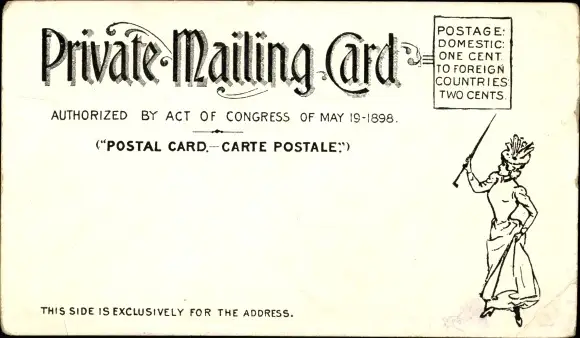 Private Mailing Card
POSTAGE:
DOMESTIC:
ONE CENT
TO FOREIGN
COUNTRIES
TWO CENTS.
AUTHORIZED BY ACT OF CONGRESS OF MAY 19-1898.
("POSTAL CARD.—CARTE POSTALE".)
THIS SIDE IS EXCLUSIVELY FOR THE ADDRESS.